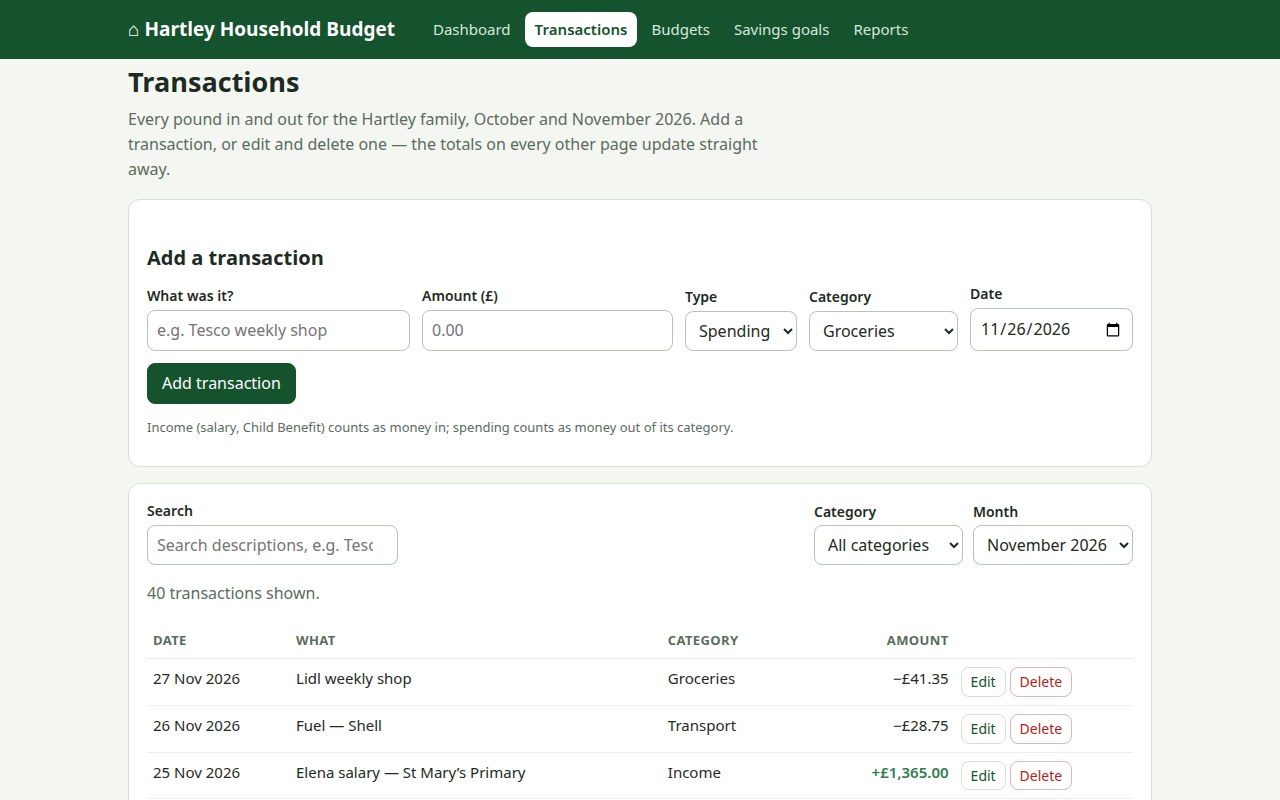 ⌂ Hartley Household Budget Dashboard Transactions Budgets Savings goals Reports
Transactions
Every pound in and out for the Hartley family, October and November 2026. Add a
transaction, or edit and delete one — the totals on every other page update straight
away.
Add a transaction
What was it? Amount (£) Type Category Date
e.g. Tesco weekly shop 0.00 Spending Groceries 11/26/2026
Add transaction
Income (salary, Child Benefit) counts as money in; spending counts as money out of its category.
Search Category Month
Search descriptions, e.g. Tesc All categories November 2026
40 transactions shown.
DATE WHAT CATEGORY AMOUNT
27 Nov 2026 Lidl weekly shop Groceries −£41.35 Edit Delete
26 Nov 2026 Fuel — Shell Transport −£28.75 Edit Delete
25 Nov 2026 Elena salary — St Mary’s Primary Income +£1,365.00 Edit Delete